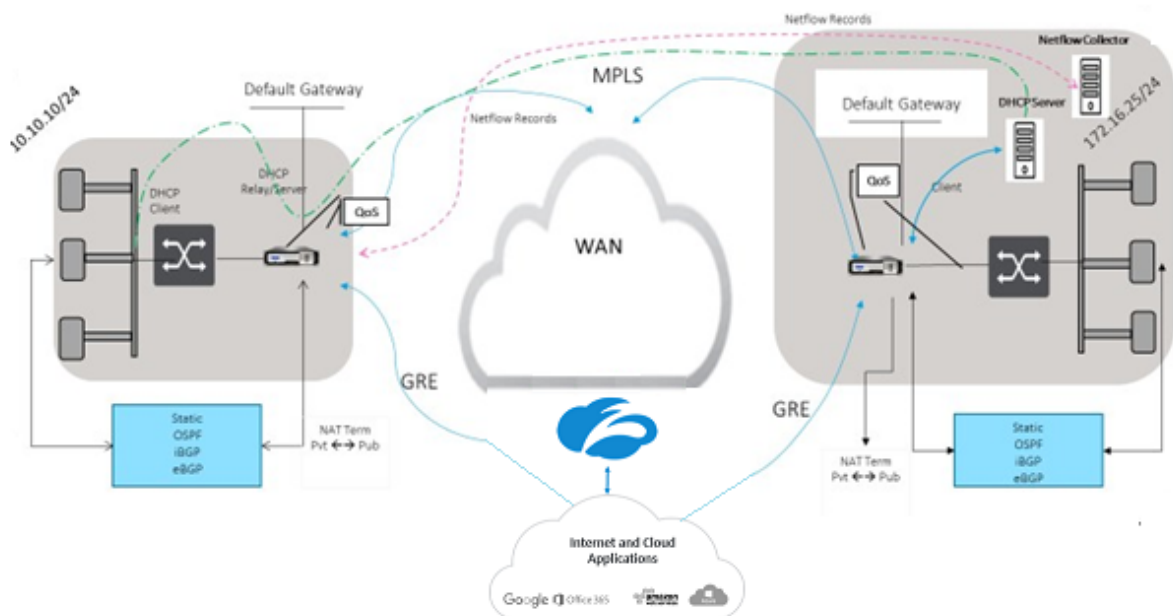 Netflow Records
Netflow Collector
MPLS
10.10.10/24
Default Gateway
Netflow Records
Default Gateway
DHCP Server
172.16.25/24
DHCP
Client
DHCP
Relay/Server
QoS
QoS
Client
WAN
GRE
GRE
Static
OSPF
iBGP
eBGP
NAT Term
Pvt ←→ Pub
NAT Term
Pvt ←→ Pub
Static
OSPF
iBGP
eBGP
Internet and Cloud
Applications
Google Office 365 amazon